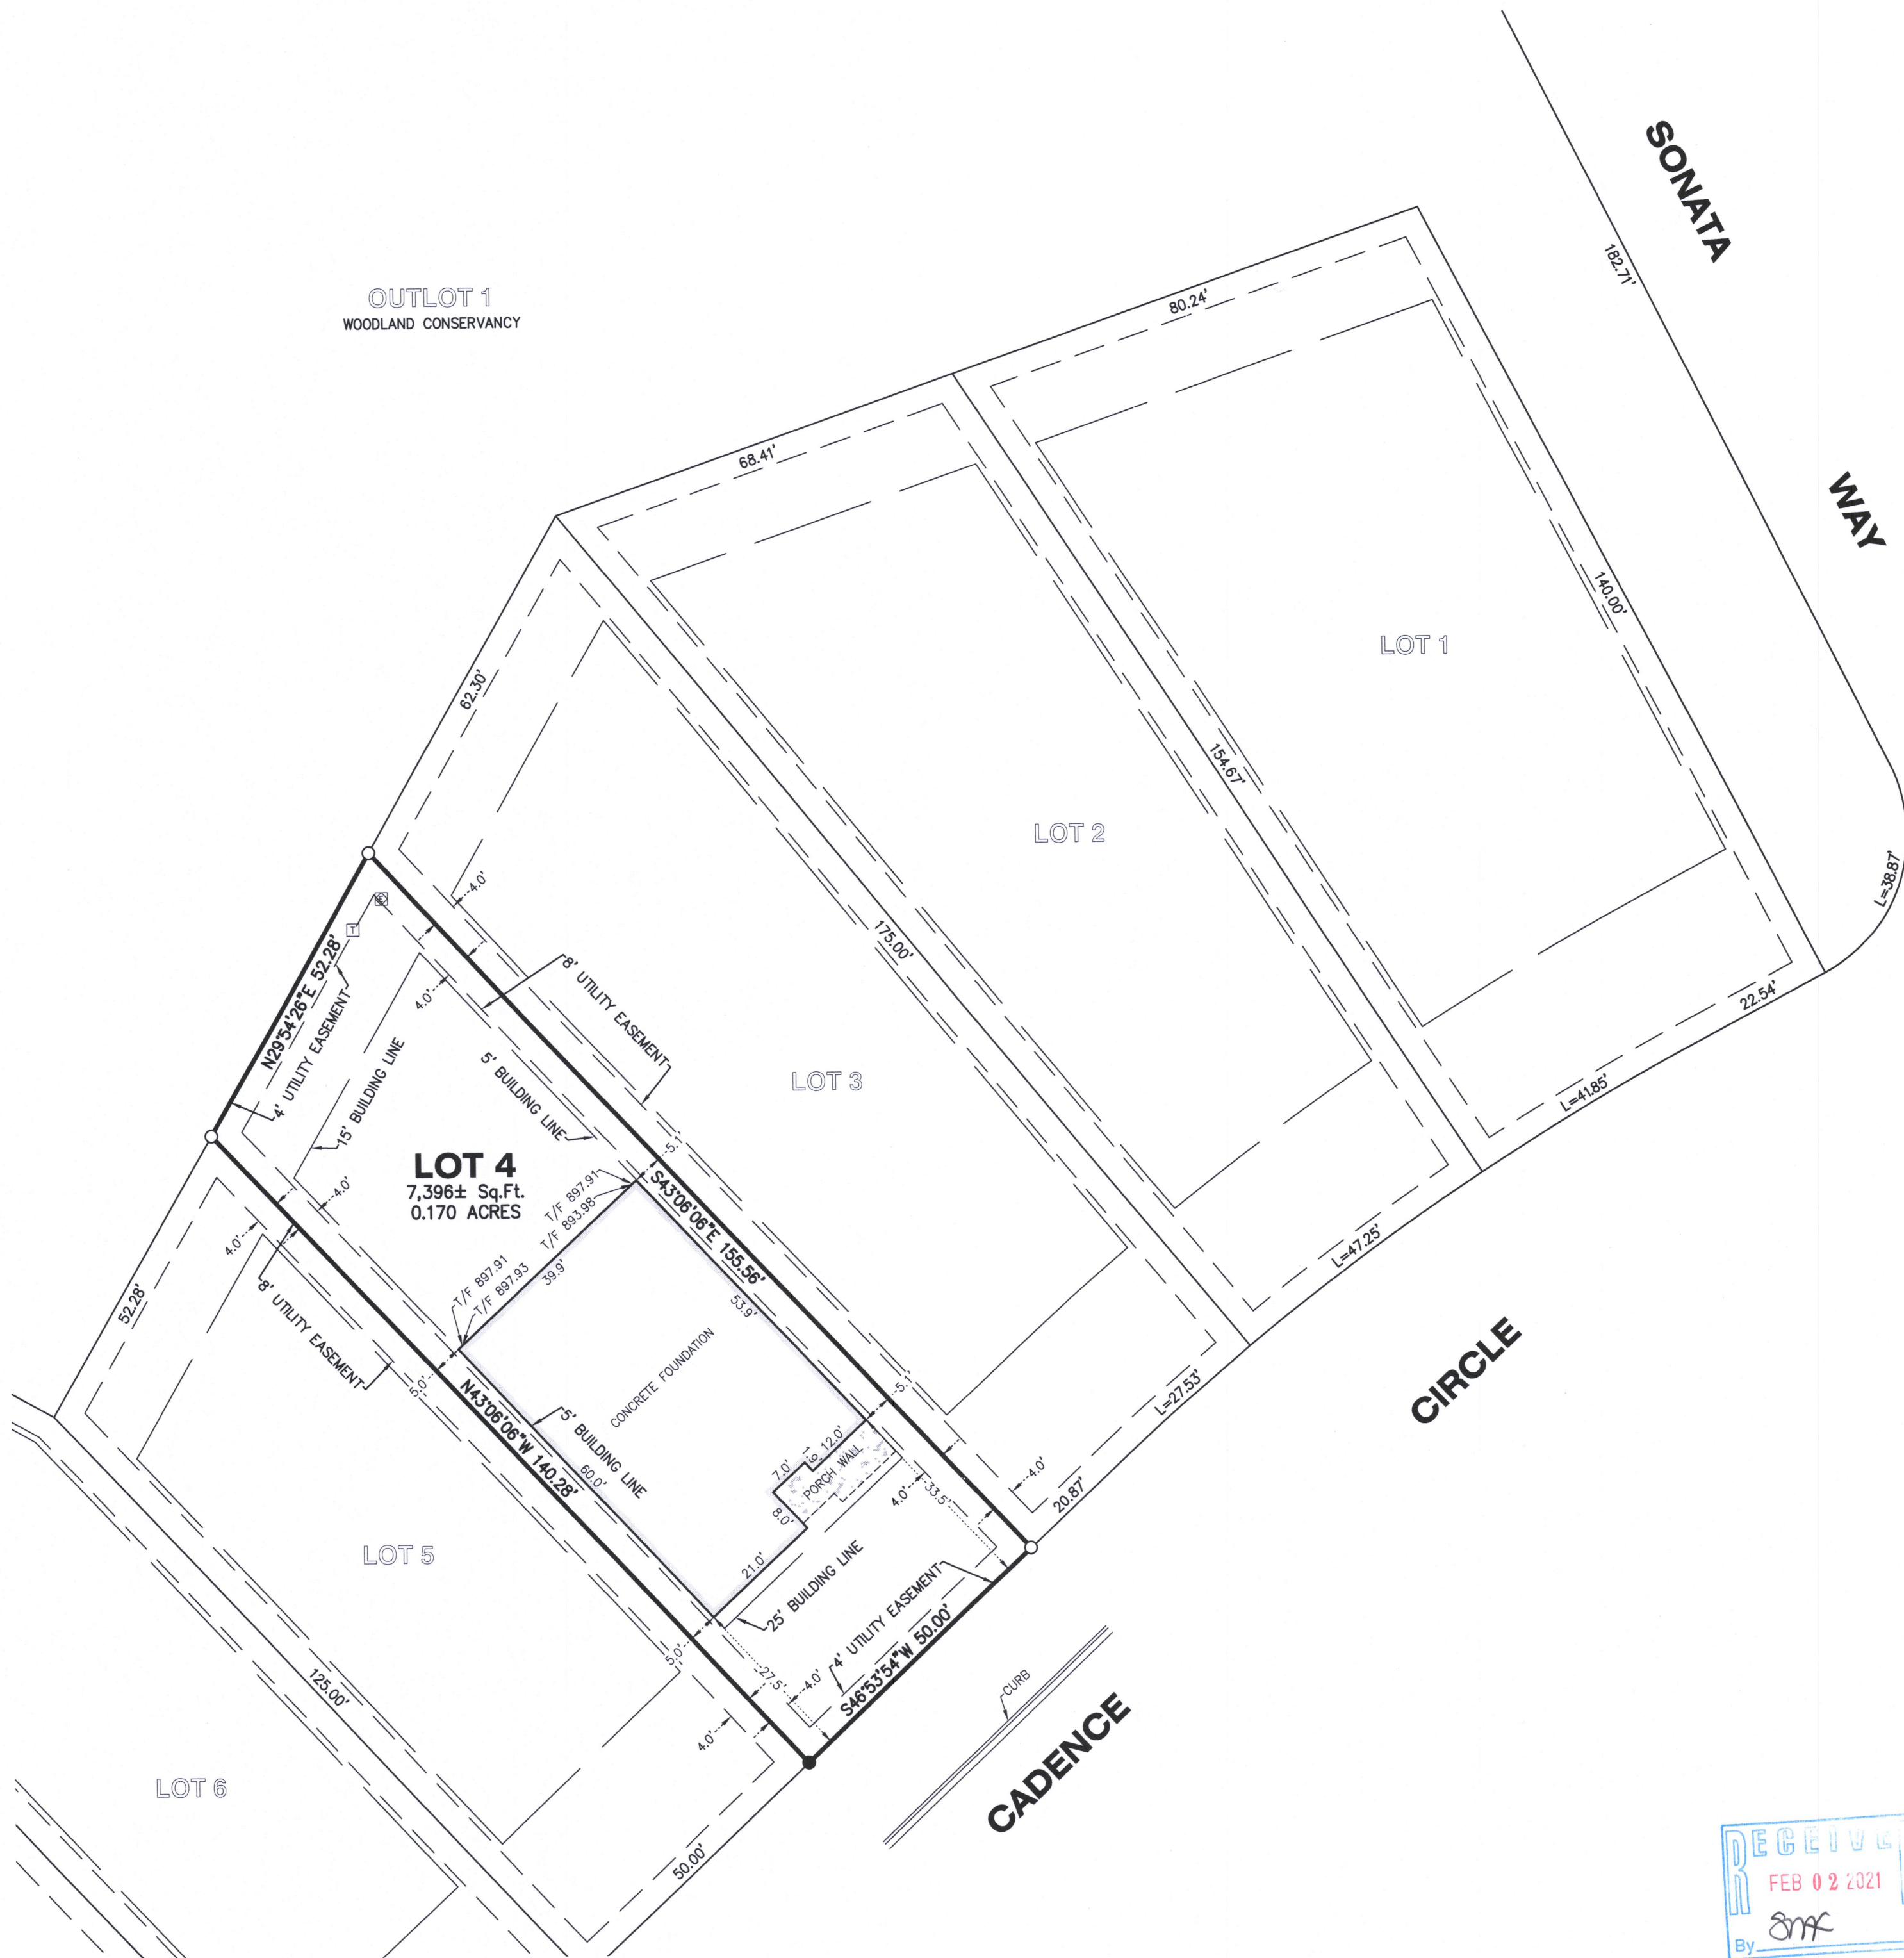 SONATA
WAY
182.71'
OUTLOT 1
WOODLAND CONSERVANCY
80.24'
68.41'
140.00'
LOT 1
62.30'
154.67'
LOT 2
L=38.87'
4.0'
175.00'
22.54'
N29°54'26"E 52.28'
4' UTILITY EASEMENT
15' BUILDING LINE
4.0'
8' UTILITY EASEMENT
5' BUILDING LINE
LOT 3
L=41.85'
5.1'
LOT 4
7,396± Sq.Ft.
0.170 ACRES
4.0'
T/F 897.91
T/F 893.98
S43°06'06"E 155.56'
L=47.25'
4.0'
T/F 897.91
T/F 897.93
39.9'
53.9'
52.28'
8' UTILITY EASEMENT
CONCRETE FOUNDATION
CIRCLE
5.0'
N43°06'06"W 140.28'
5' BUILDING LINE
60.0'
5.1'
L=27.53'
7.0'
12.0'
PORCH WALL
8.0'
4.0'
33.5'
4.0'
20.87'
LOT 5
21.0'
25' BUILDING LINE
4' UTILITY EASEMENT
S46°53'54"W 50.00'
5.0'
27.5'
4.0'
CURB
125.00'
4.0'
CADENCE
LOT 6
50.00'
RECEIVE
FEB 02 2021
By